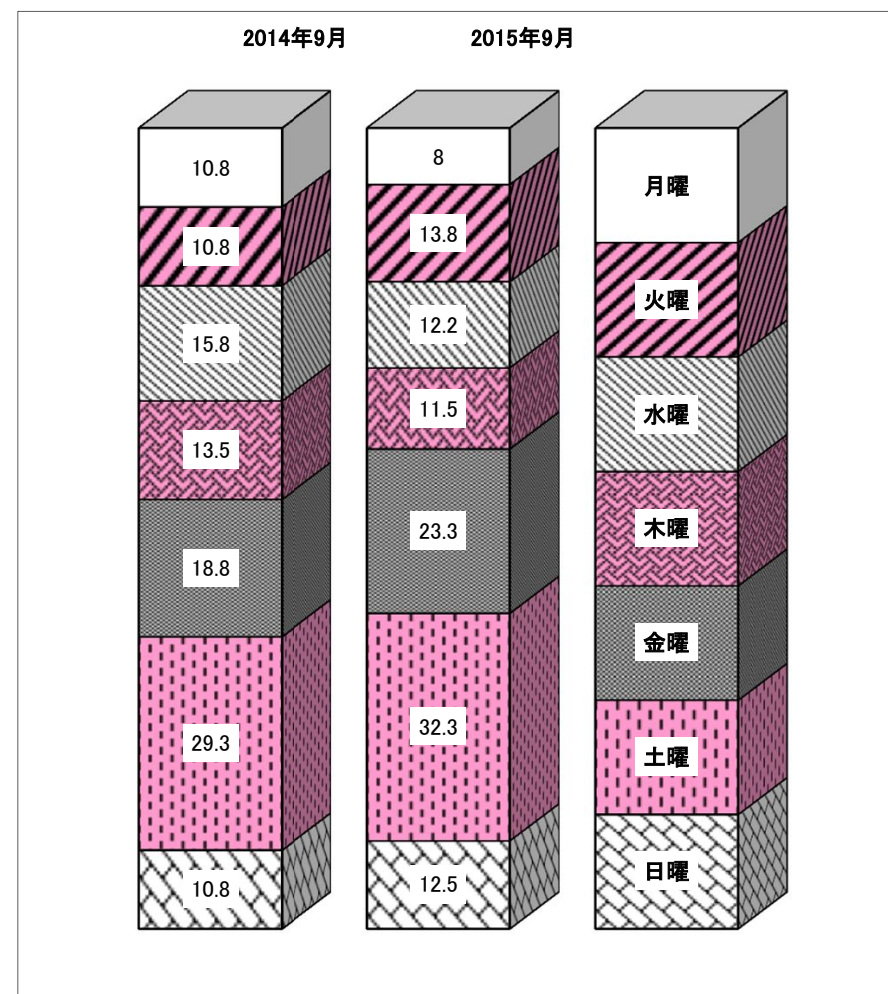 2014年9月 2015年9月
10.8 8 月曜
10.8 13.8 火曜
15.8 12.2 水曜
13.5 11.5 木曜
18.8 23.3 金曜
29.3 32.3 土曜
10.8 12.5 日曜